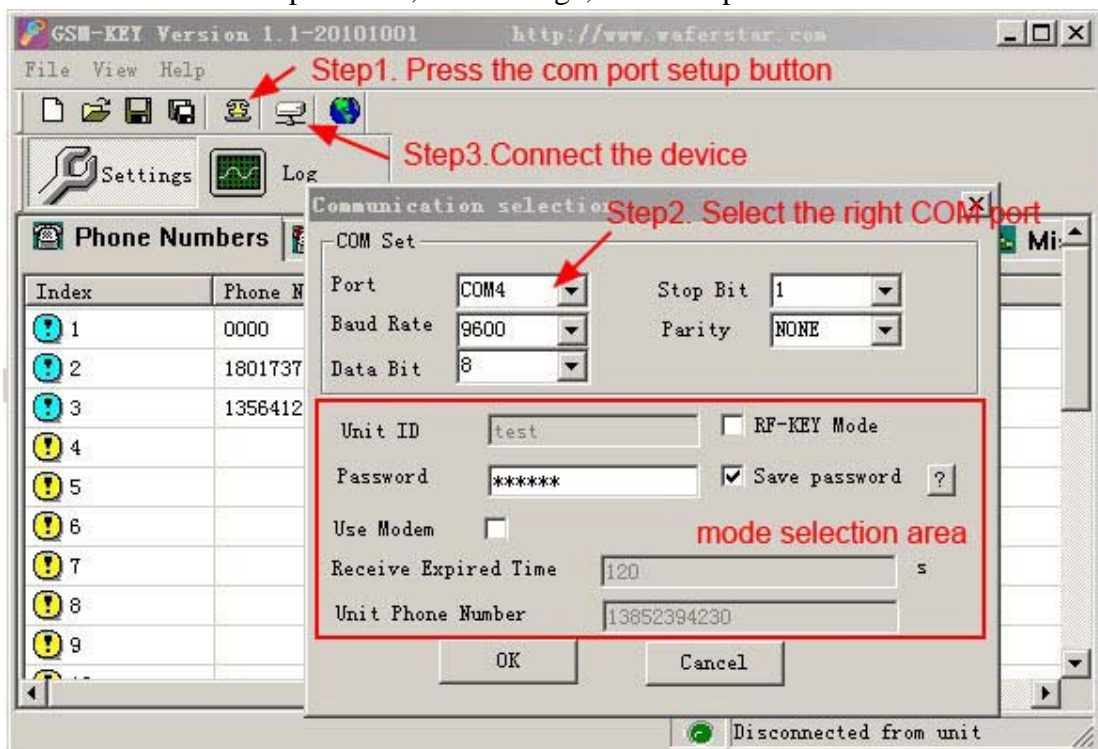 GSM-KEY Version 1.1-20101001 http://www.waferstar.com
File View Help
Step1. Press the com port setup button
Step3.Connect the device
Settings Log
Communication selection
Step2. Select the right COM port
Phone Numbers Mi
COM Set
Index Phone N
Port COM4 Stop Bit 1
1 0000
Baud Rate 9600 Parity NONE
2 1801737
Data Bit 8
3 1356412
Unit ID test RF-KEY Mode
4
Password ****** Save password ?
5
6
Use Modem
mode selection area
7
Receive Expired Time 120 s
8
Unit Phone Number 13852394230
9
OK Cancel
Disconnected from unit